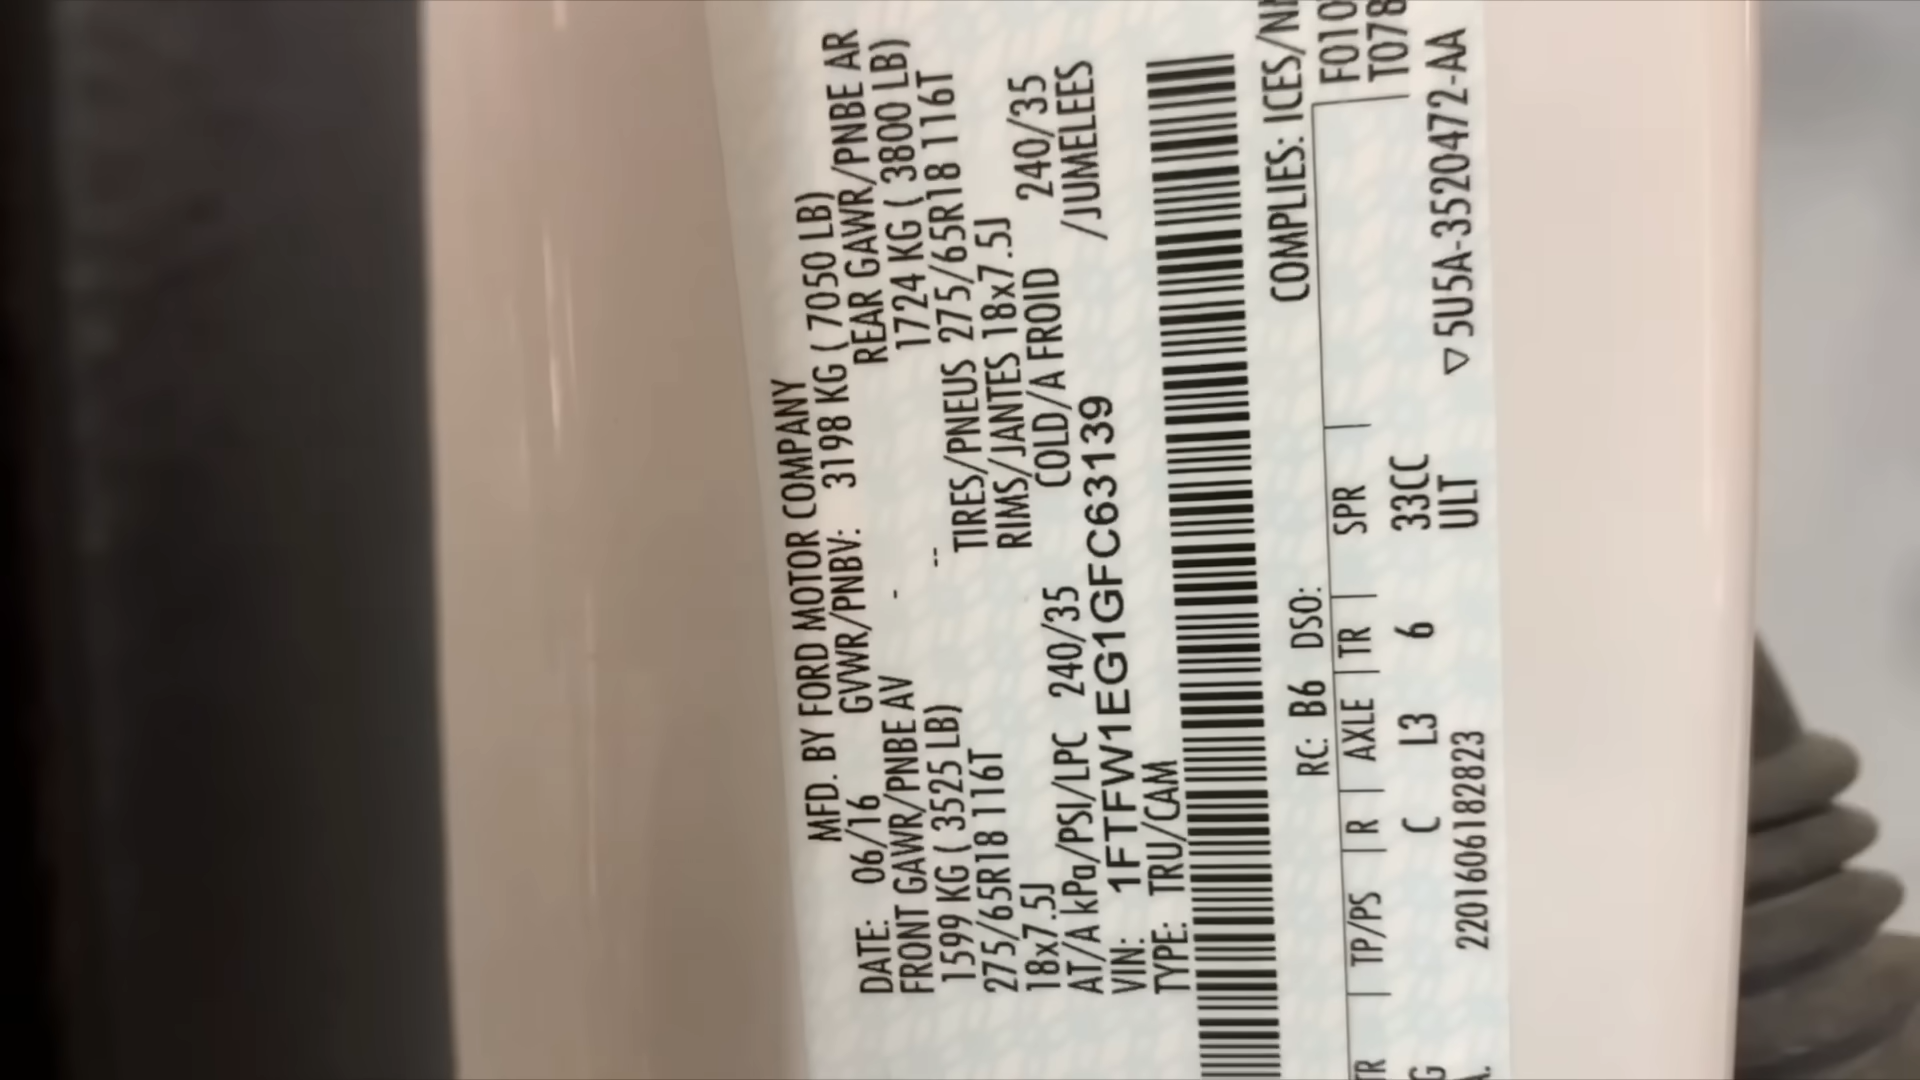 MFD. BY FORD MOTOR COMPANY
DATE: 06/16 GVWR/PNBV: 3198 KG ( 7050 LB)
FRONT GAWR/PNBE AV - REAR GAWR/PNBE AR
1599 KG ( 3525 LB) -- 1724 KG ( 3800 LB)
275/65R18 116T TIRES/PNEUS 275/65R18 116T
18x7.5J RIMS/JANTES 18x7.5J
AT/A kPa/PSI/LPC 240/35 COLD/A FROID 240/35
VIN: 1FTFW1EG1GFC63139 /JUMELEES
TYPE: TRU/CAM
COMPLIES: ICES/N
RC: B6 DSO: F010
TR TP/PS R AXLE TR SPR T078
G C L3 6 33CC
A. 2201606182823 ULT ▽5U5A-3520472-AA